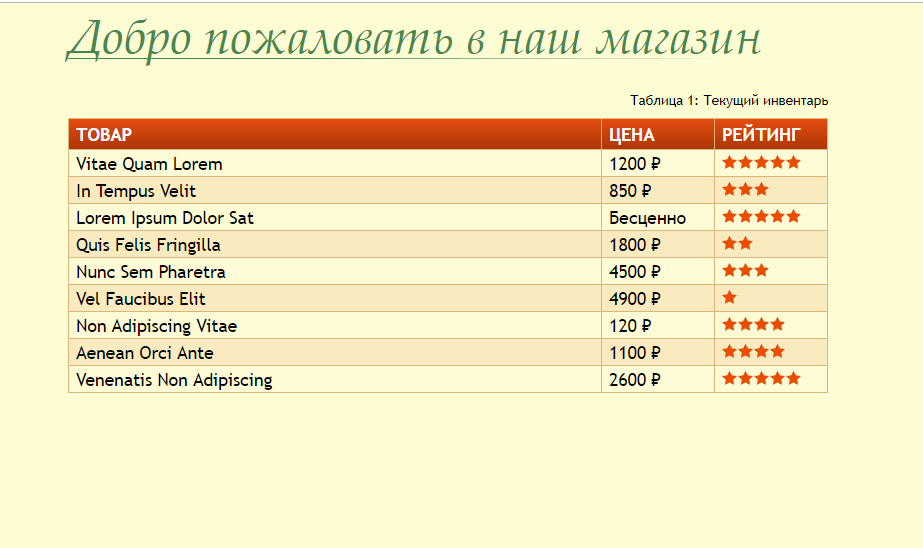 Добро пожаловать в наш магазин
Таблица 1: Текущий инвентарь
ТОВАР ЦЕНА РЕЙТИНГ
Vitae Quam Lorem 1200 ₽ ★★★★★
In Tempus Velit 850 ₽ ★★★
Lorem Ipsum Dolor Sat Бесценно ★★★★★
Quis Felis Fringilla 1800 ₽ ★★
Nunc Sem Pharetra 4500 ₽ ★★★
Vel Faucibus Elit 4900 ₽ ★
Non Adipiscing Vitae 120 ₽ ★★★★
Aenean Orci Ante 1100 ₽ ★★★★
Venenatis Non Adipiscing 2600 ₽ ★★★★★